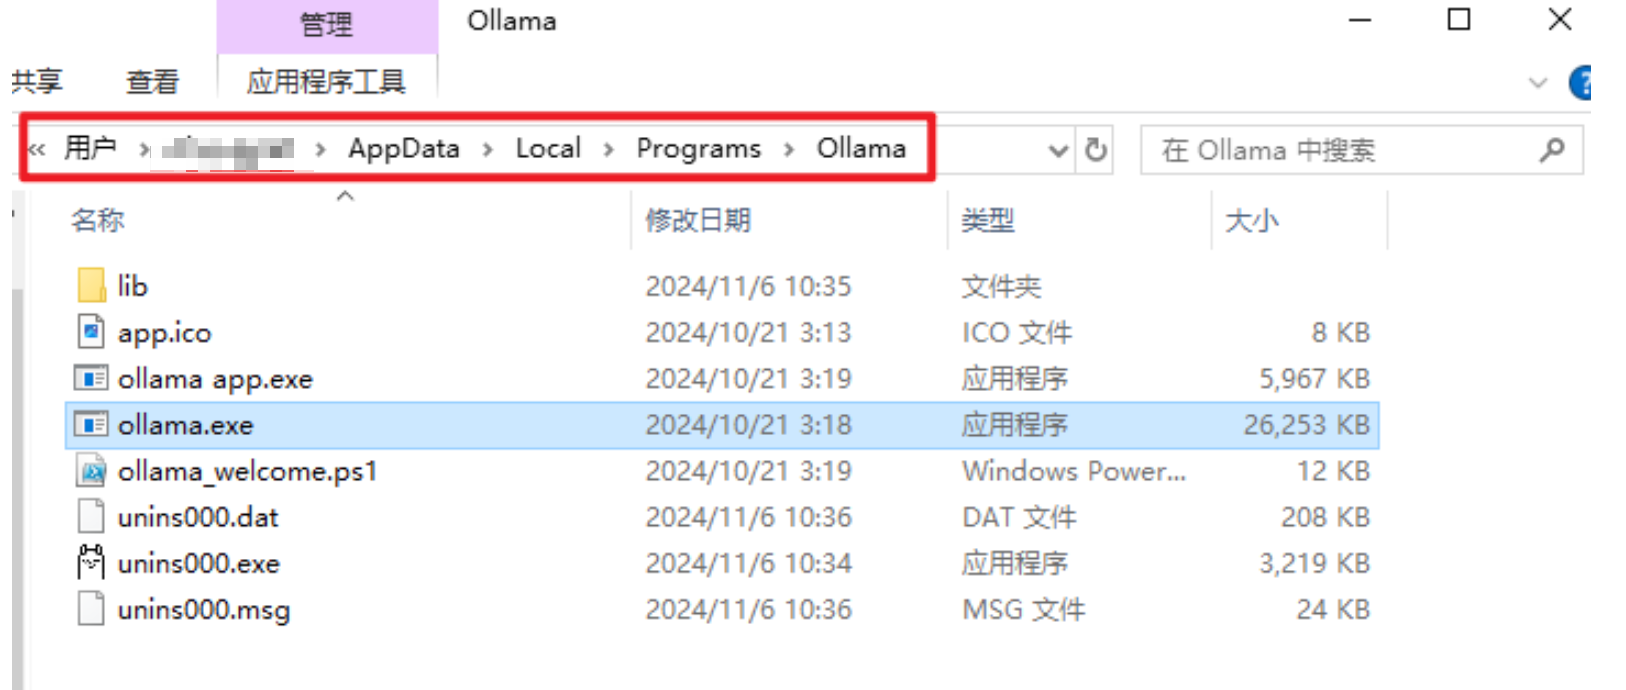 管理 Ollama
共享 查看 应用程序工具
« 用户 › › AppData › Local › Programs › Ollama 在 Ollama 中搜索
名称 修改日期 类型 大小
lib 2024/11/6 10:35 文件夹
app.ico 2024/10/21 3:13 ICO 文件 8 KB
ollama app.exe 2024/10/21 3:19 应用程序 5,967 KB
ollama.exe 2024/10/21 3:18 应用程序 26,253 KB
ollama_welcome.ps1 2024/10/21 3:19 Windows Power... 12 KB
unins000.dat 2024/11/6 10:36 DAT 文件 208 KB
unins000.exe 2024/11/6 10:34 应用程序 3,219 KB
unins000.msg 2024/11/6 10:36 MSG 文件 24 KB